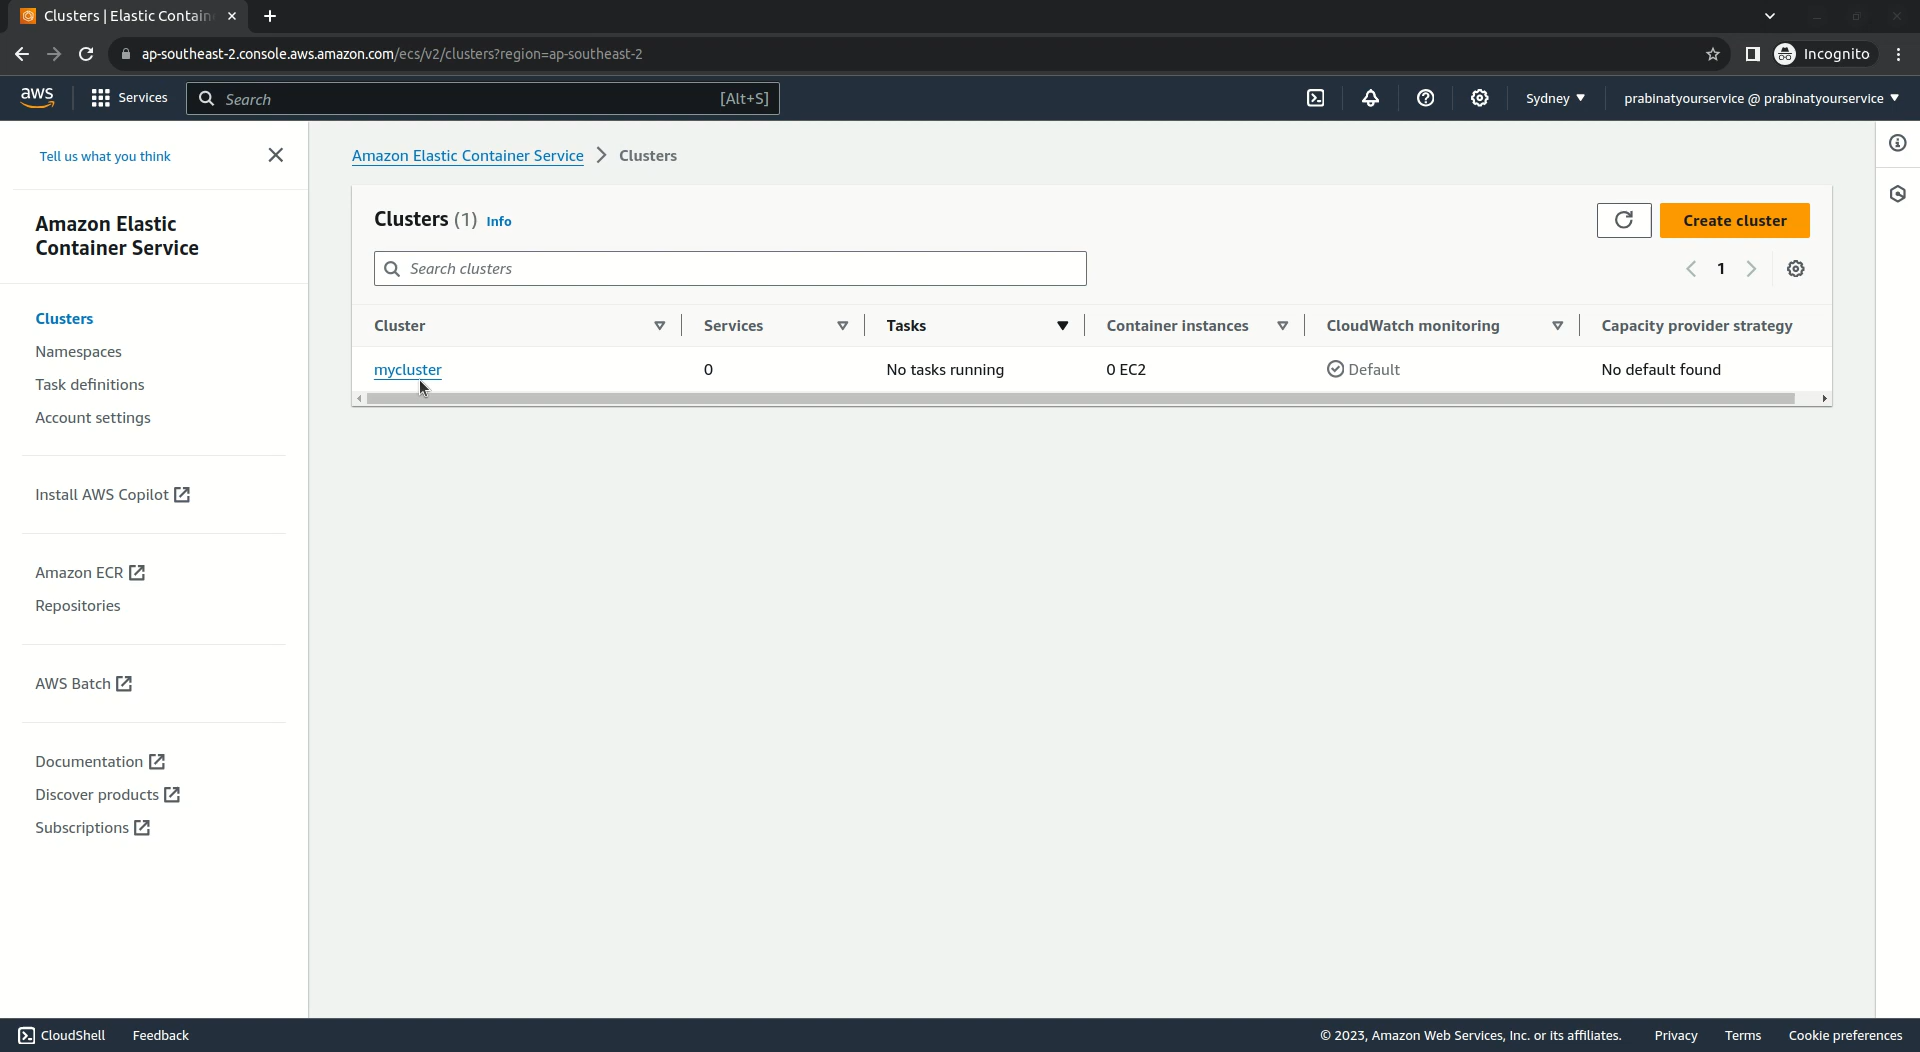 Clusters | Elastic Contain
ap-southeast-2.console.aws.amazon.com/ecs/v2/clusters?region=ap-southeast-2
Incognito
aws
Services
Search
[Alt+S]
Sydney
prabinatyourservice @ prabinatyourservice
Tell us what you think
Amazon Elastic
Container Service
Clusters
Namespaces
Task definitions
Account settings
Install AWS Copilot
Amazon ECR
Repositories
AWS Batch
Documentation
Discover products
Subscriptions
Amazon Elastic Container Service > Clusters
Clusters (1) Info
Create cluster
Search clusters
1
Cluster Services Tasks Container instances CloudWatch monitoring Capacity provider strategy
mycluster 0 No tasks running 0 EC2 Default No default found
CloudShell Feedback © 2023, Amazon Web Services, Inc. or its affiliates. Privacy Terms Cookie preferences